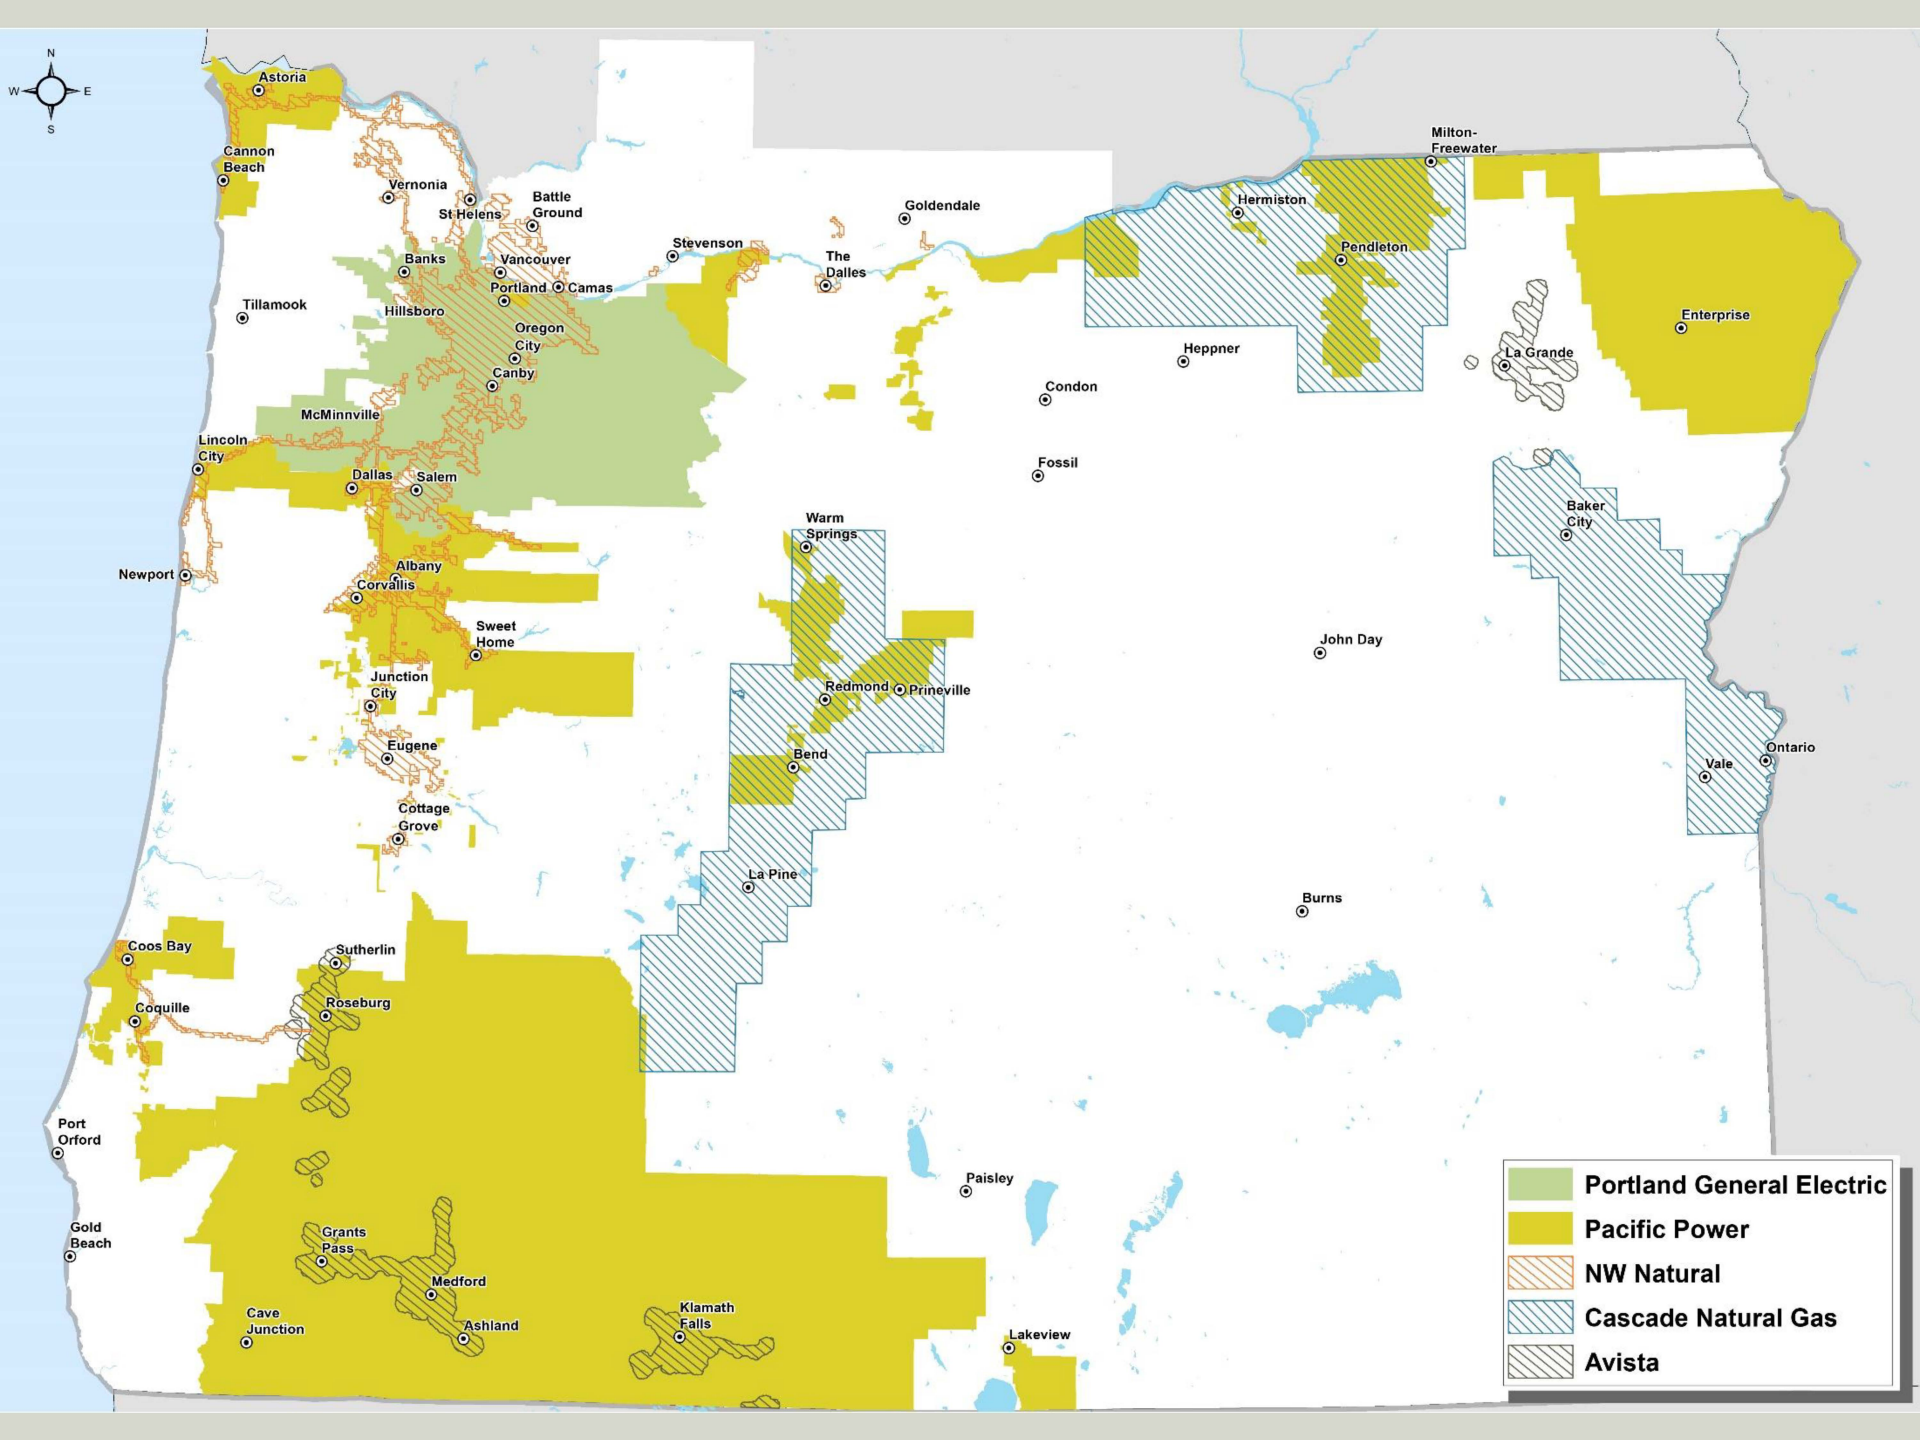 N
W E
S
Astoria
Cannon
Beach
Vernonia
St Helens
Battle
Ground
Goldendale
Stevenson
The
Dalles
Banks
Vancouver
Portland
Camas
Hillsboro
Tillamook
Oregon
City
Canby
McMinnville
Lincoln
City
Dallas
Salem
Newport
Albany
Corvallis
Sweet
Home
Junction
City
Eugene
Cottage
Grove
Milton-
Freewater
Hermiston
Pendleton
Heppner
Condon
Fossil
La Grande
Enterprise
Baker
City
Warm
Springs
Redmond
Prineville
Bend
La Pine
John Day
Ontario
Vale
Burns
Coos Bay
Sutherlin
Roseburg
Coquille
Port
Orford
Gold
Beach
Grants
Pass
Medford
Ashland
Cave
Junction
Klamath
Falls
Paisley
Lakeview
Portland General Electric
Pacific Power
NW Natural
Cascade Natural Gas
Avista